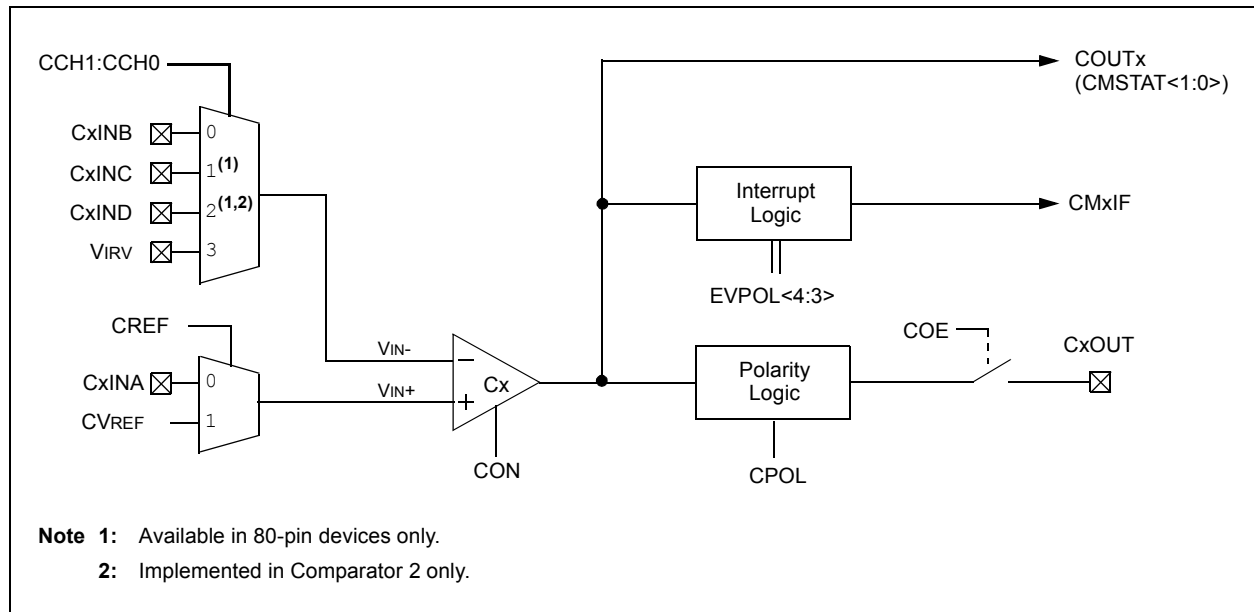 CCH1:CCH0
CxINB
0
CxINC
1(1)
CxIND
2(1,2)
VIRV
3
COUTx
(CMSTAT<1:0>)
Interrupt
Logic
CMxIF
EVPOL<4:3>
CREF
CxINA
0
CVREF
1
VIN-
VIN+
−
+
Cx
CON
Polarity
Logic
CPOL
COE
CxOUT
Note 1: Available in 80-pin devices only.
2: Implemented in Comparator 2 only.